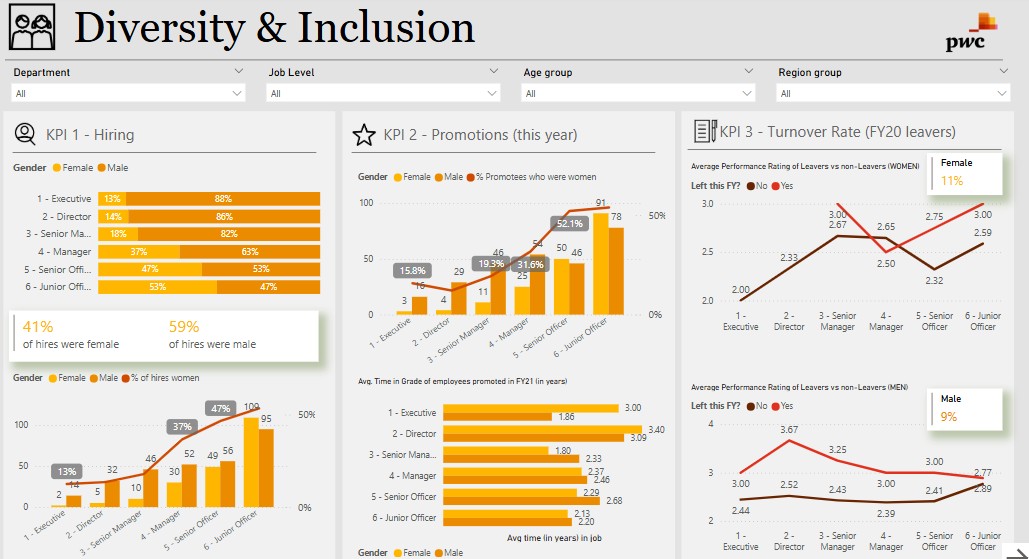 Diversity & Inclusion
pwc
Department
Job Level
Age group
Region group
All
All
All
All
KPI 1 - Hiring
Gender Female Male
1 - Executive 13% 88%
2 - Director 14% 86%
3 - Senior Ma... 18% 82%
4 - Manager 37% 63%
5 - Senior Offi... 47% 53%
6 - Junior Offi... 53% 47%
41%
of hires were female
59%
of hires were male
Gender Female Male % of hires women
100
50
0
50%
0%
13%
37%
47%
2 14
5 32
10 46
30 52
49 56
109 95
1 - Executive
2 - Director
3 - Senior Manager
4 - Manager
5 - Senior Officer
6 - Junior Officer
KPI 2 - Promotions (this year)
Gender Female Male % Promotees who were women
100
50
0
50%
0%
15.8%
19.3%
31.6%
52.1%
3 16
4 29
11 46
25 54
50 46
91 78
1 - Executive
2 - Director
3 - Senior Manager
4 - Manager
5 - Senior Officer
6 - Junior Officer
Avg. Time in Grade of employees promoted in FY21 (in years)
1 - Executive 3.00
1.86
2 - Director 3.40
3.09
3 - Senior Mana... 1.80
2.33
4 - Manager 2.37
2.46
5 - Senior Officer 2.29
2.68
6 - Junior Officer 2.13
2.20
Avg time (in years) in job
Gender Female Male
KPI 3 - Turnover Rate (FY20 leavers)
Average Performance Rating of Leavers vs non-Leavers (WOMEN)
Left this FY? No Yes
Female
11%
3.0
2.5
2.0
2.00
2.33
3.00
2.67
2.65
2.50
2.75
2.32
3.00
2.59
1 - Executive
2 - Director
3 - Senior Manager
4 - Manager
5 - Senior Officer
6 - Junior Officer
Average Performance Rating of Leavers vs non-Leavers (MEN)
Left this FY? No Yes
Male
9%
4
3
2
3.00
2.44
3.67
2.52
3.25
2.43
3.00
2.39
3.00
2.41
2.77
2.89
1 - Executive
2 - Director
3 - Senior Manager
4 - Manager
5 - Senior Officer
6 - Junior Officer